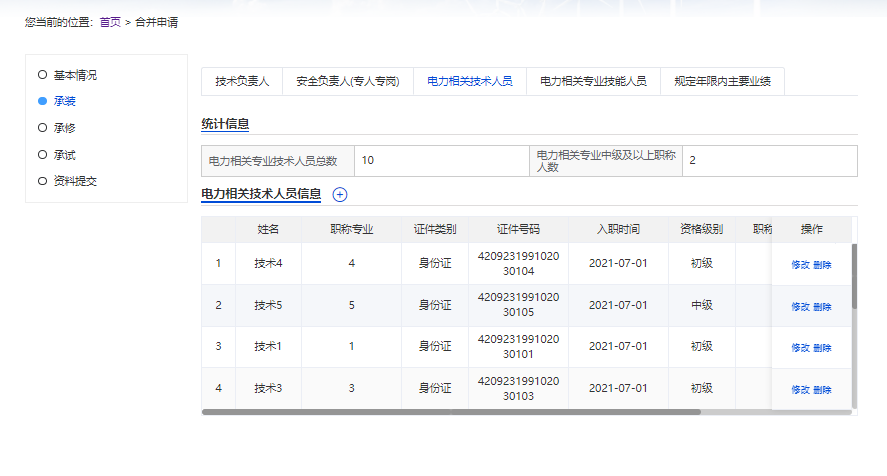 您当前的位置： 首页 > 合并申请
基本情况
承装
承修
承试
资料提交
技术负责人 安全负责人(专人专岗) 电力相关技术人员 电力相关专业技能人员 规定年限内主要业绩
统计信息
电力相关专业技术人员总数 10 电力相关专业中级及以上职称
人数 2
电力相关技术人员信息
姓名 职称专业 证件类别 证件号码 入职时间 资格级别 职称 操作
1 技术4 4 身份证 4209231991020
30104 2021-07-01 初级 修改 删除
2 技术5 5 身份证 4209231991020
30105 2021-07-01 中级 修改 删除
3 技术1 1 身份证 4209231991020
30101 2021-07-01 初级 修改 删除
4 技术3 3 身份证 4209231991020
30103 2021-07-01 初级 修改 删除